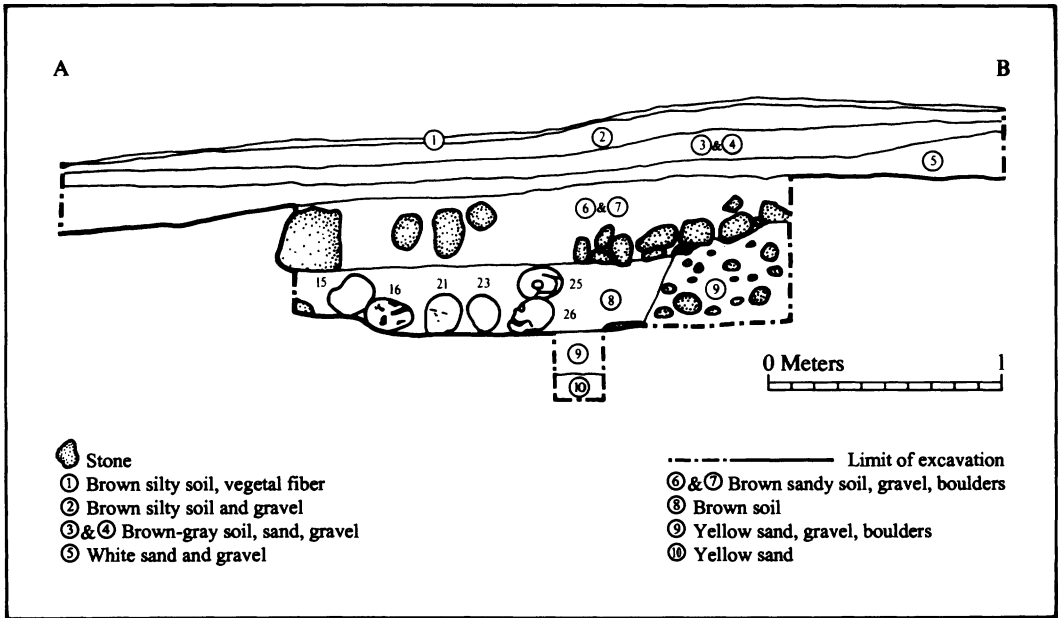 A B
① ② ③&④ ⑤
⑥&⑦
15 16 21 23 25 26 ⑧ ⑨
⑨
⑩
0 Meters 1
Stone
① Brown silty soil, vegetal fiber
② Brown silty soil and gravel
③&④ Brown-gray soil, sand, gravel
⑤ White sand and gravel
Limit of excavation
⑥&⑦ Brown sandy soil, gravel, boulders
⑧ Brown soil
⑨ Yellow sand, gravel, boulders
⑩ Yellow sand